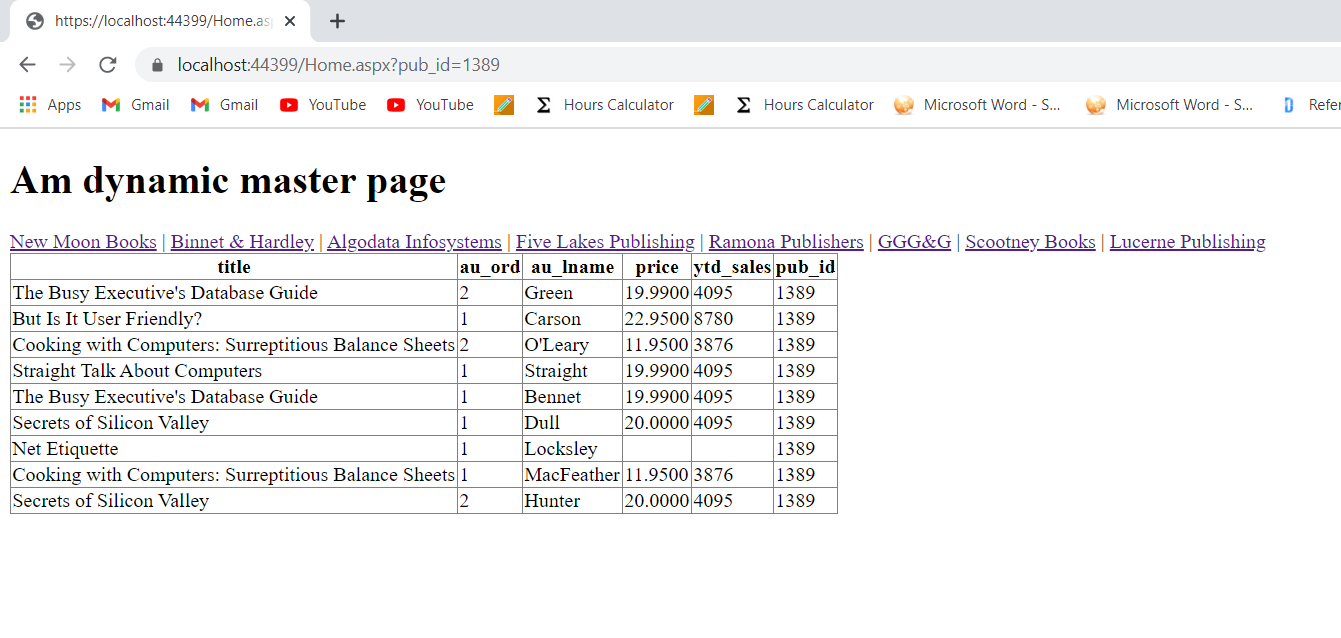 https://localhost:44399/Home.as
localhost:44399/Home.aspx?pub_id=1389
Apps Gmail Gmail YouTube YouTube Hours Calculator Hours Calculator Microsoft Word - S... Microsoft Word - S... Refer
Am dynamic master page
New Moon Books | Binnet & Hardley | Algodata Infosystems | Five Lakes Publishing | Ramona Publishers | GGG&G | Scootney Books | Lucerne Publishing
title au_ord au_lname price ytd_sales pub_id
The Busy Executive's Database Guide 2 Green 19.9900 4095 1389
But Is It User Friendly? 1 Carson 22.9500 8780 1389
Cooking with Computers: Surreptitious Balance Sheets 2 O'Leary 11.9500 3876 1389
Straight Talk About Computers 1 Straight 19.9900 4095 1389
The Busy Executive's Database Guide 1 Bennet 19.9900 4095 1389
Secrets of Silicon Valley 1 Dull 20.0000 4095 1389
Net Etiquette 1 Locksley 1389
Cooking with Computers: Surreptitious Balance Sheets 1 MacFeather 11.9500 3876 1389
Secrets of Silicon Valley 2 Hunter 20.0000 4095 1389